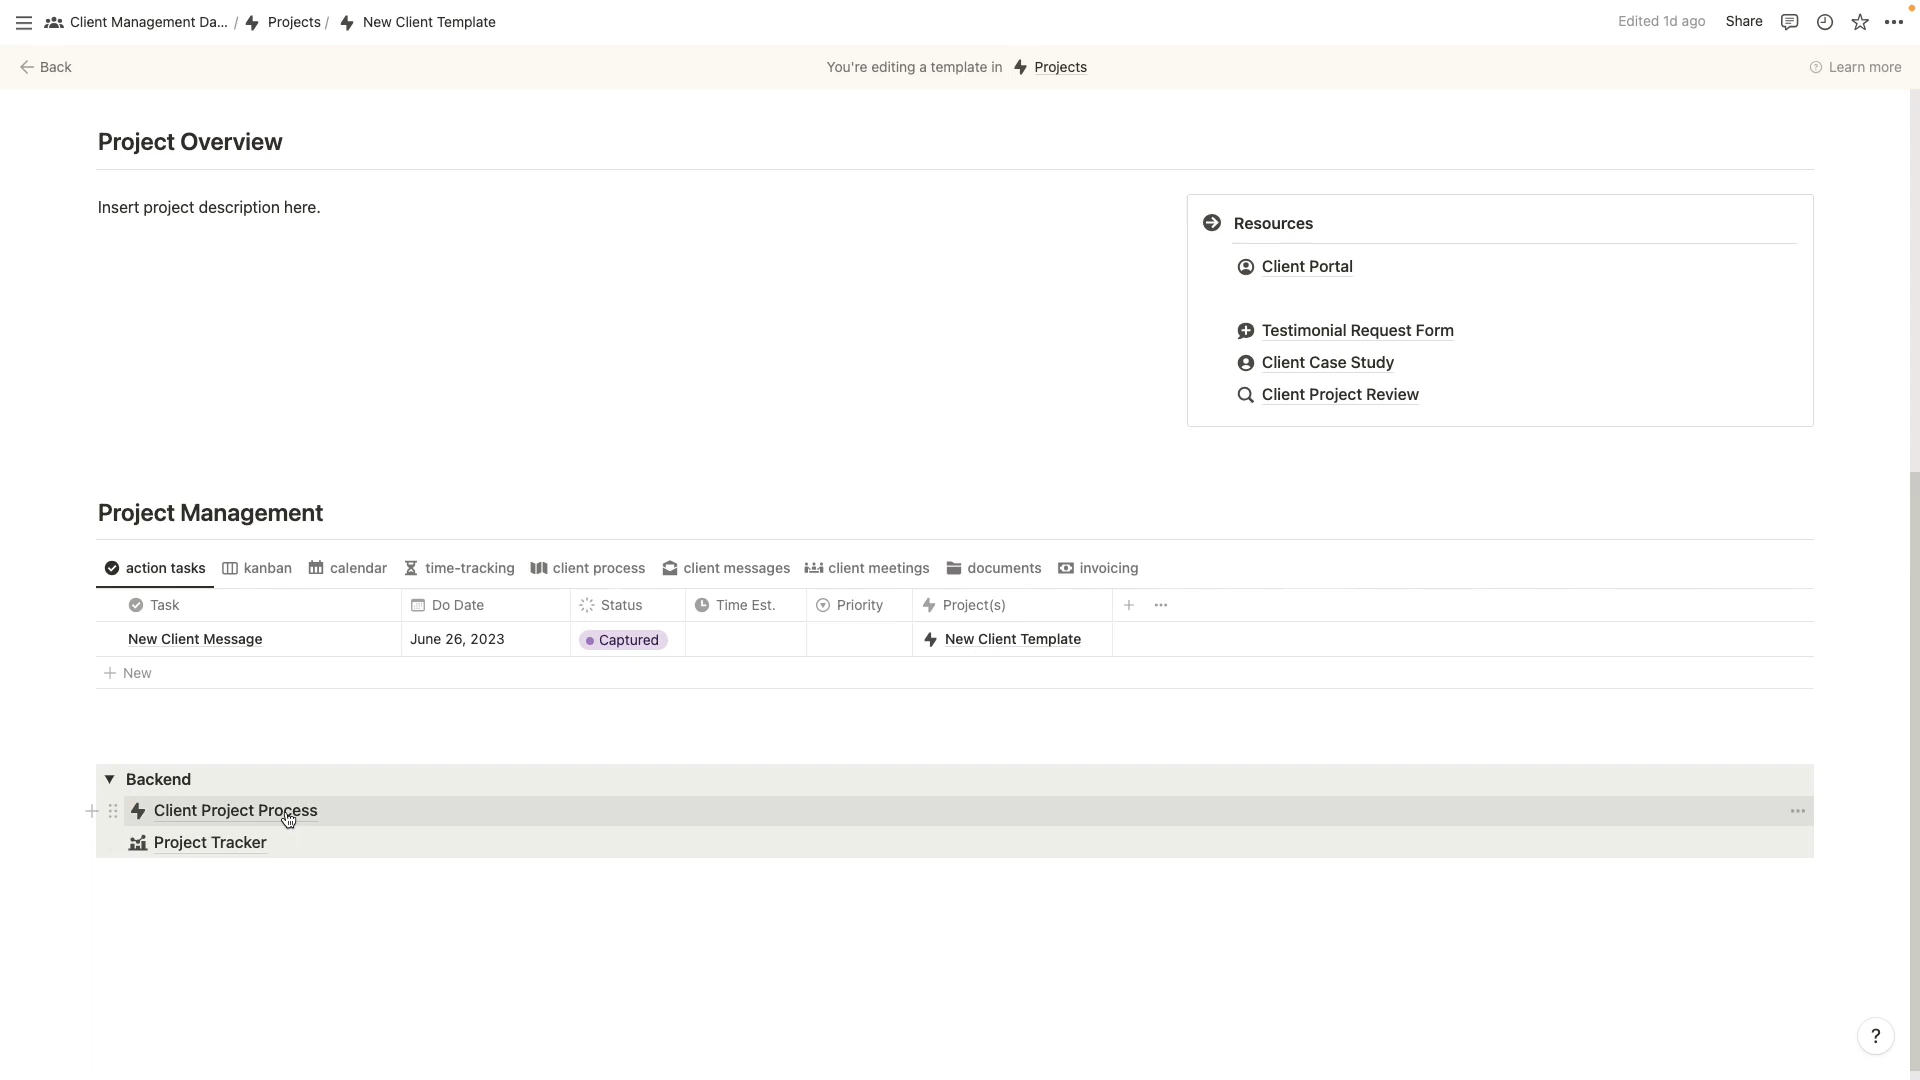 Client Management Da... / Projects / New Client Template
Edited 1d ago Share
Back
You're editing a template in Projects
Learn more
Project Overview
Insert project description here.
Resources
Client Portal
Testimonial Request Form
Client Case Study
Client Project Review
Project Management
action tasks kanban calendar time-tracking client process client messages client meetings documents invoicing
Task Do Date Status Time Est. Priority Project(s)
New Client Message June 26, 2023 Captured New Client Template
+ New
Backend
Client Project Process
Project Tracker
?